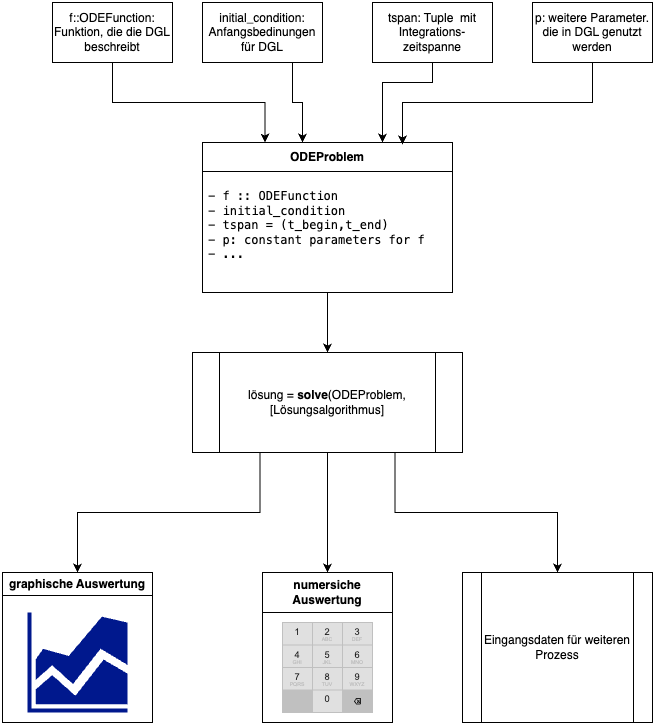 f::ODEFunction:
Funktion, die die DGL
beschreibt
initial_condition:
Anfangsbedinungen
für DGL
tspan: Tuple mit
Integrations-
zeitspanne
p: weitere Parameter.
die in DGL genutzt
werden
ODEProblem
- f :: ODEFunction
- initial_condition
- tspan = (t_begin,t_end)
- p: constant parameters for f
- ...
lösung = solve(ODEProblem,
[Lösungsalgorithmus]
graphische Auswertung
numersiche
Auswertung
1 2 3
ABC DEF
4 5 6
GHI JKL MNO
7 8 9
PQRS TUV WXYZ
0
Eingangsdaten für weiteren
Prozess